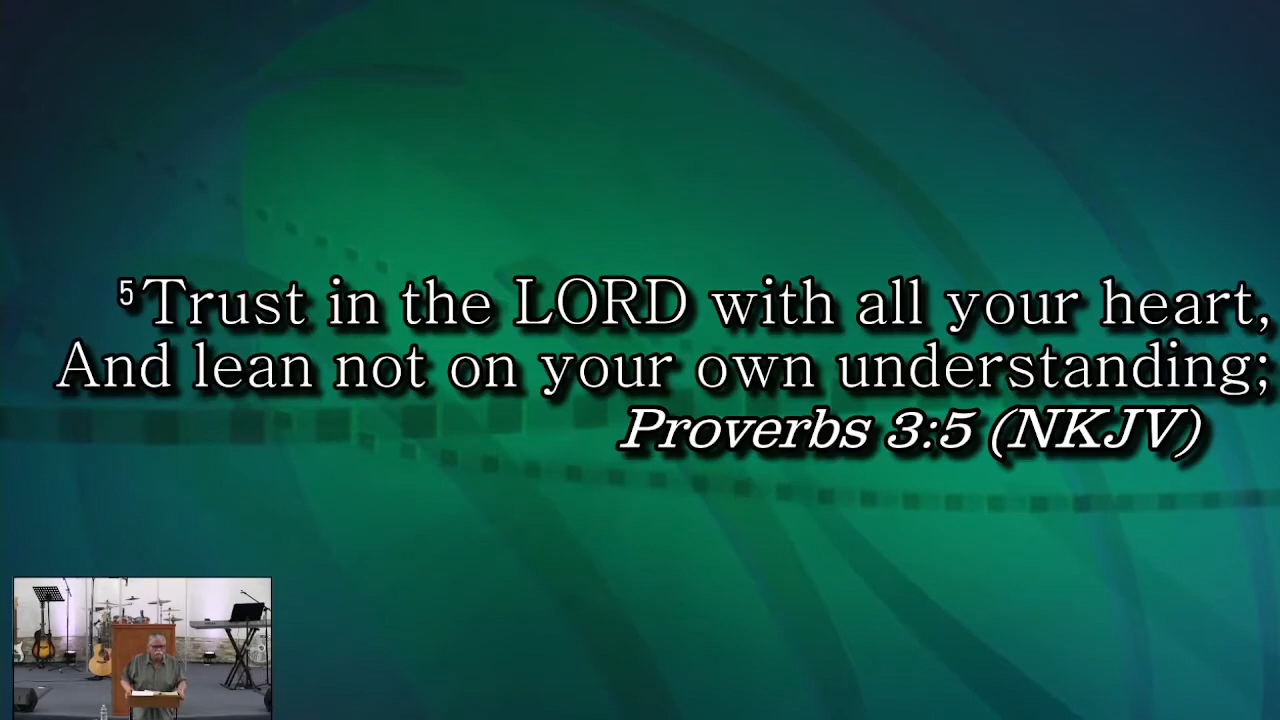 ⁵Trust in the LORD with all your heart,
And lean not on your own understanding;
Proverbs 3:5 (NKJV)